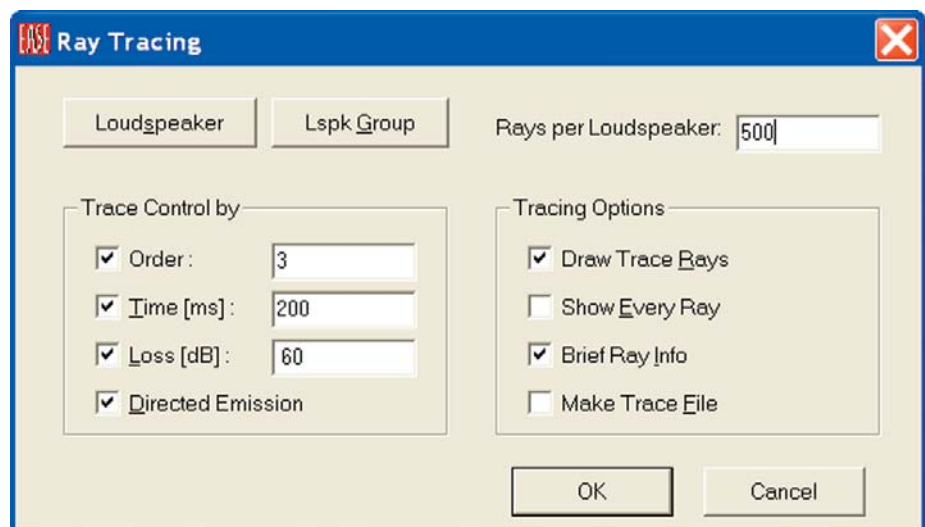 EASE Ray Tracing
Loudspeaker Lspk Group Rays per Loudspeaker: 500
Trace Control by
Order : 3
Time [ms] : 200
Loss [dB] : 60
Directed Emission
Tracing Options
Draw Trace Rays
Show Every Ray
Brief Ray Info
Make Trace File
OK Cancel